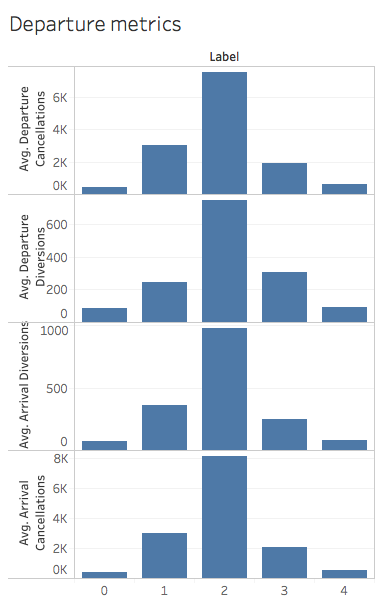 Departure metrics
Label
Avg. Departure
Cancellations
6K
4K
2K
0K
Avg. Departure
Diversions
600
400
200
0
Avg. Arrival Diversions
1000
500
0
Avg. Arrival
Cancellations
8K
6K
4K
2K
0K
0 1 2 3 4